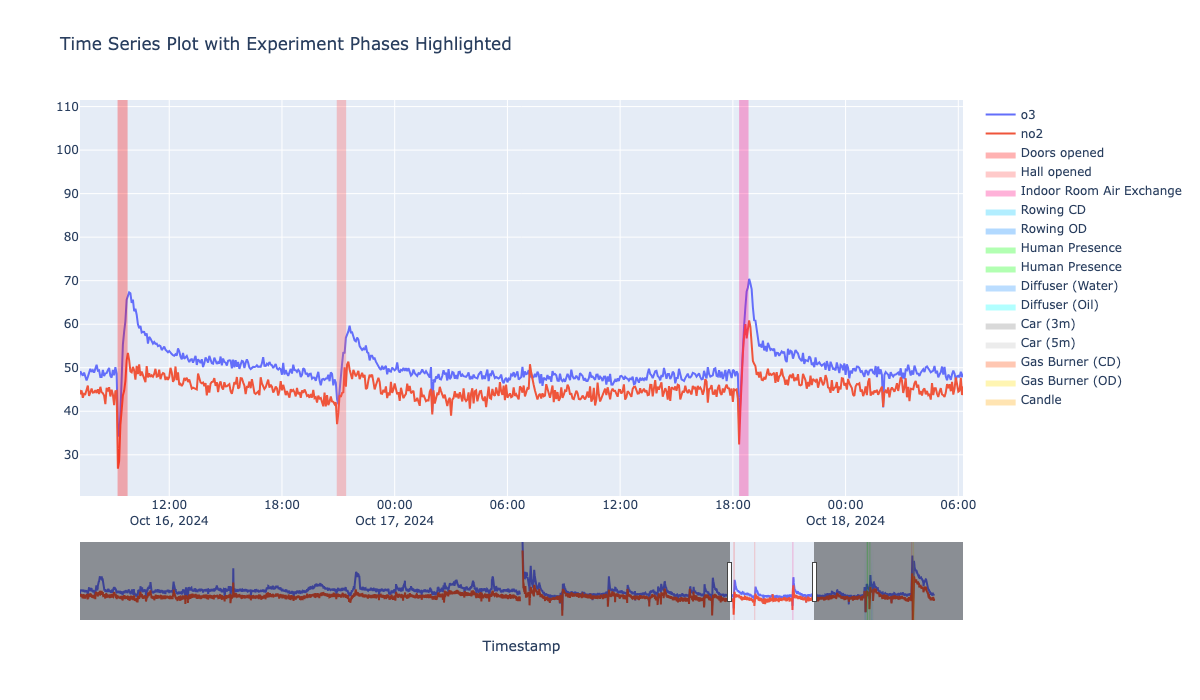 Time Series Plot with Experiment Phases Highlighted
110
100
90
80
70
60
50
40
30
12:00
Oct 16, 2024
18:00
00:00
Oct 17, 2024
06:00
12:00
18:00
00:00
Oct 18, 2024
06:00
Timestamp
o3
no2
Doors opened
Hall opened
Indoor Room Air Exchange
Rowing CD
Rowing OD
Human Presence
Human Presence
Diffuser (Water)
Diffuser (Oil)
Car (3m)
Car (5m)
Gas Burner (CD)
Gas Burner (OD)
Candle